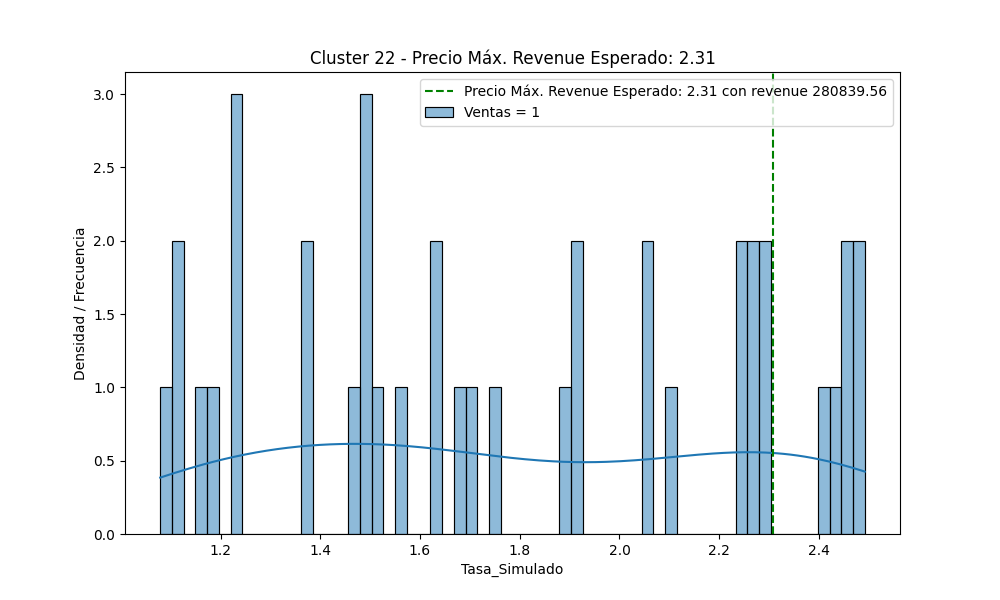 Cluster 22 - Precio Máx. Revenue Esperado: 2.31
Precio Máx. Revenue Esperado: 2.31 con revenue 280839.56
Ventas = 1
Densidad / Frecuencia
3.0
2.5
2.0
1.5
1.0
0.5
0.0
1.2 1.4 1.6 1.8 2.0 2.2 2.4
Tasa_Simulado